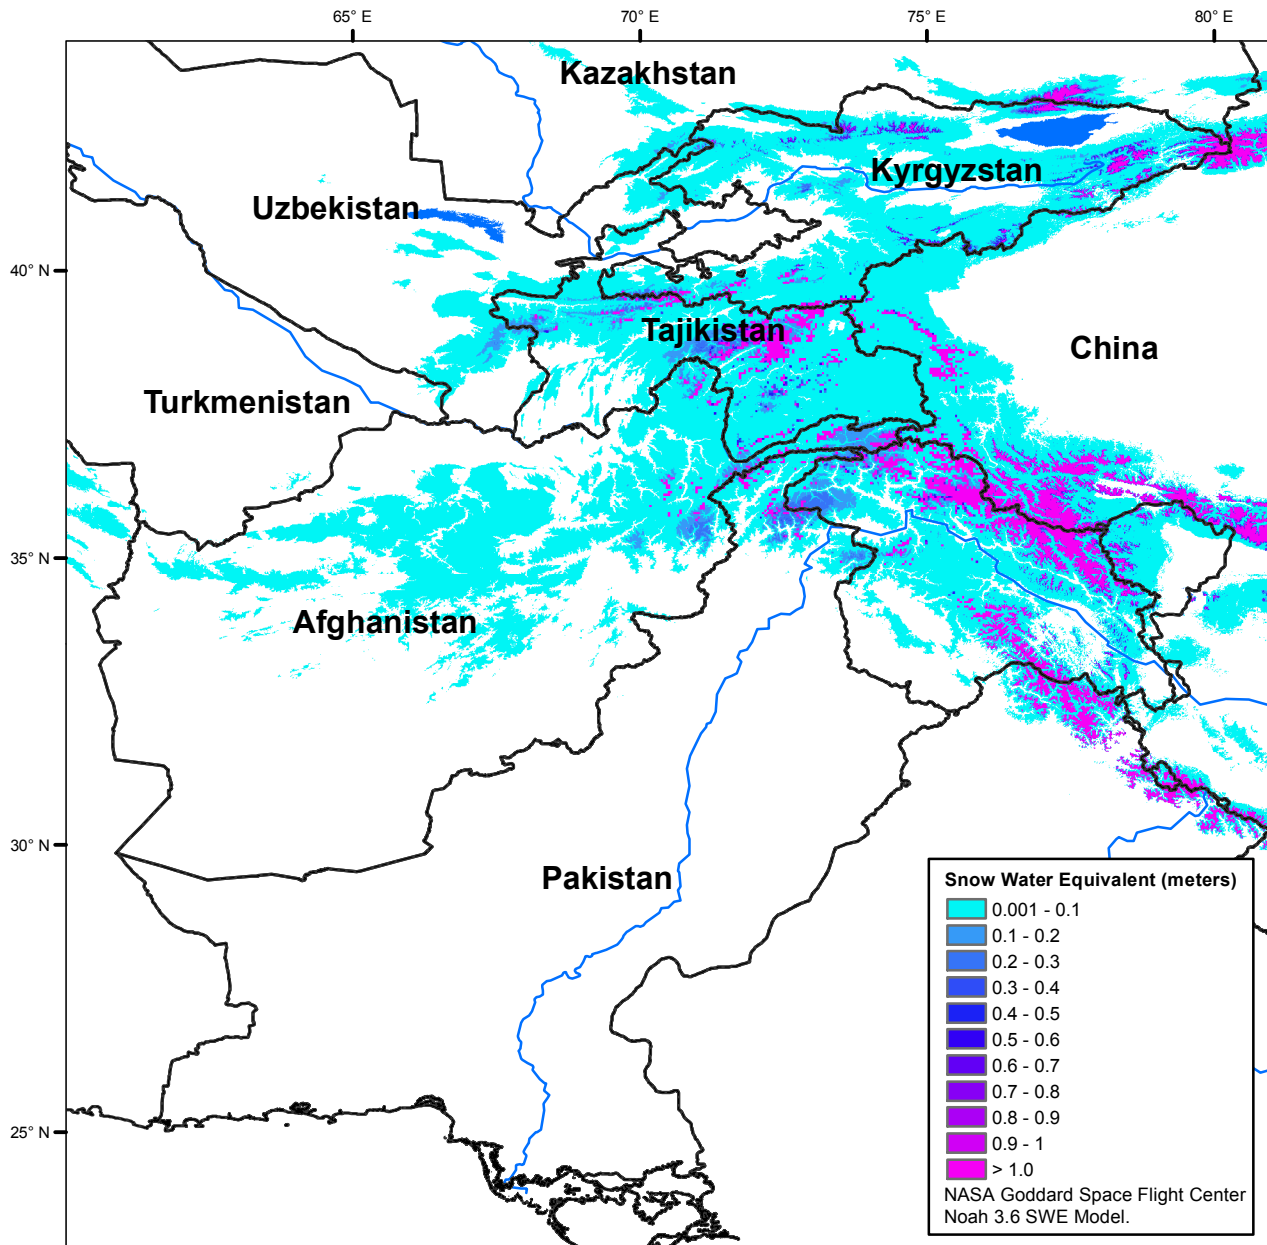 65° E
70° E
75° E
80° E
Kazakhstan
Kyrgyzstan
Uzbekistan
40° N
Tajikistan
China
Turkmenistan
35° N
Afghanistan
30° N
Pakistan
25° N
Snow Water Equivalent (meters)
0.001 - 0.1
0.1 - 0.2
0.2 - 0.3
0.3 - 0.4
0.4 - 0.5
0.5 - 0.6
0.6 - 0.7
0.7 - 0.8
0.8 - 0.9
0.9 - 1
> 1.0
NASA Goddard Space Flight Center
Noah 3.6 SWE Model.